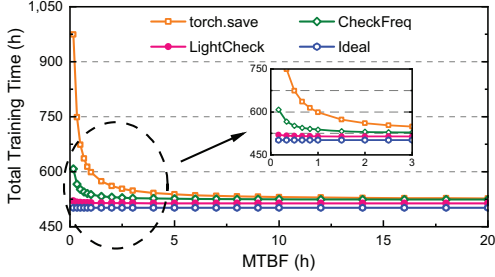 torch.save
CheckFreq
LightCheck
Ideal
Total Training Time (h)
1,050
900
750
600
450
0
5
10
15
20
MTBF (h)
750
600
450
0
1
2
3